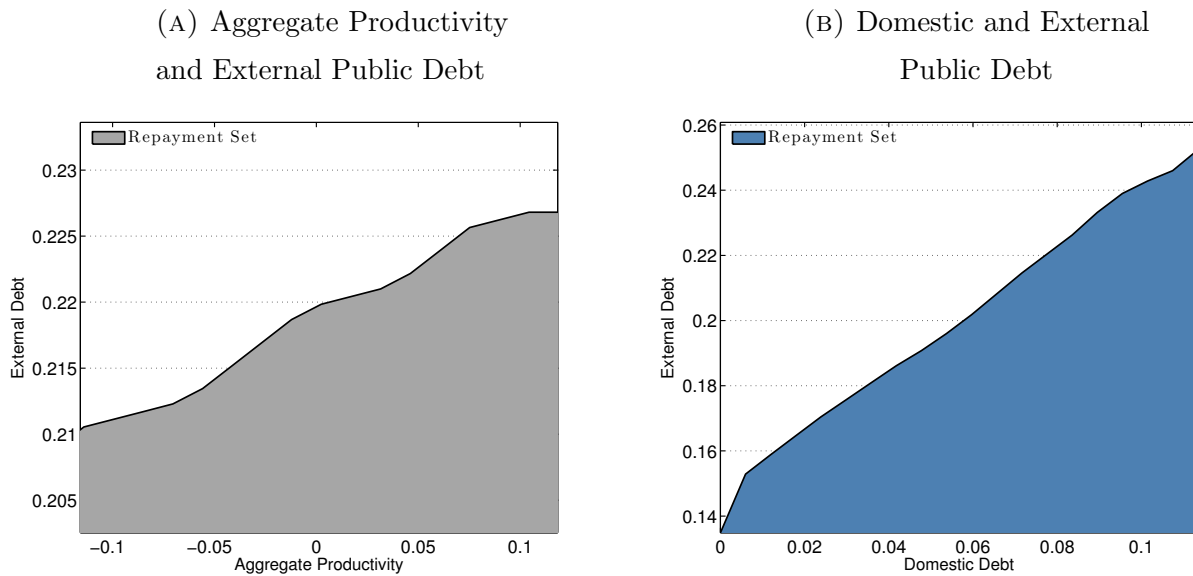 (A) Aggregate Productivity
and External Public Debt
Repayment Set
0.23
0.225
0.22
0.215
0.21
0.205
External Debt
−0.1 −0.05 0 0.05 0.1
Aggregate Productivity
(B) Domestic and External
Public Debt
Repayment Set
0.26
0.24
0.22
0.2
0.18
0.16
0.14
External Debt
0 0.02 0.04 0.06 0.08 0.1
Domestic Debt